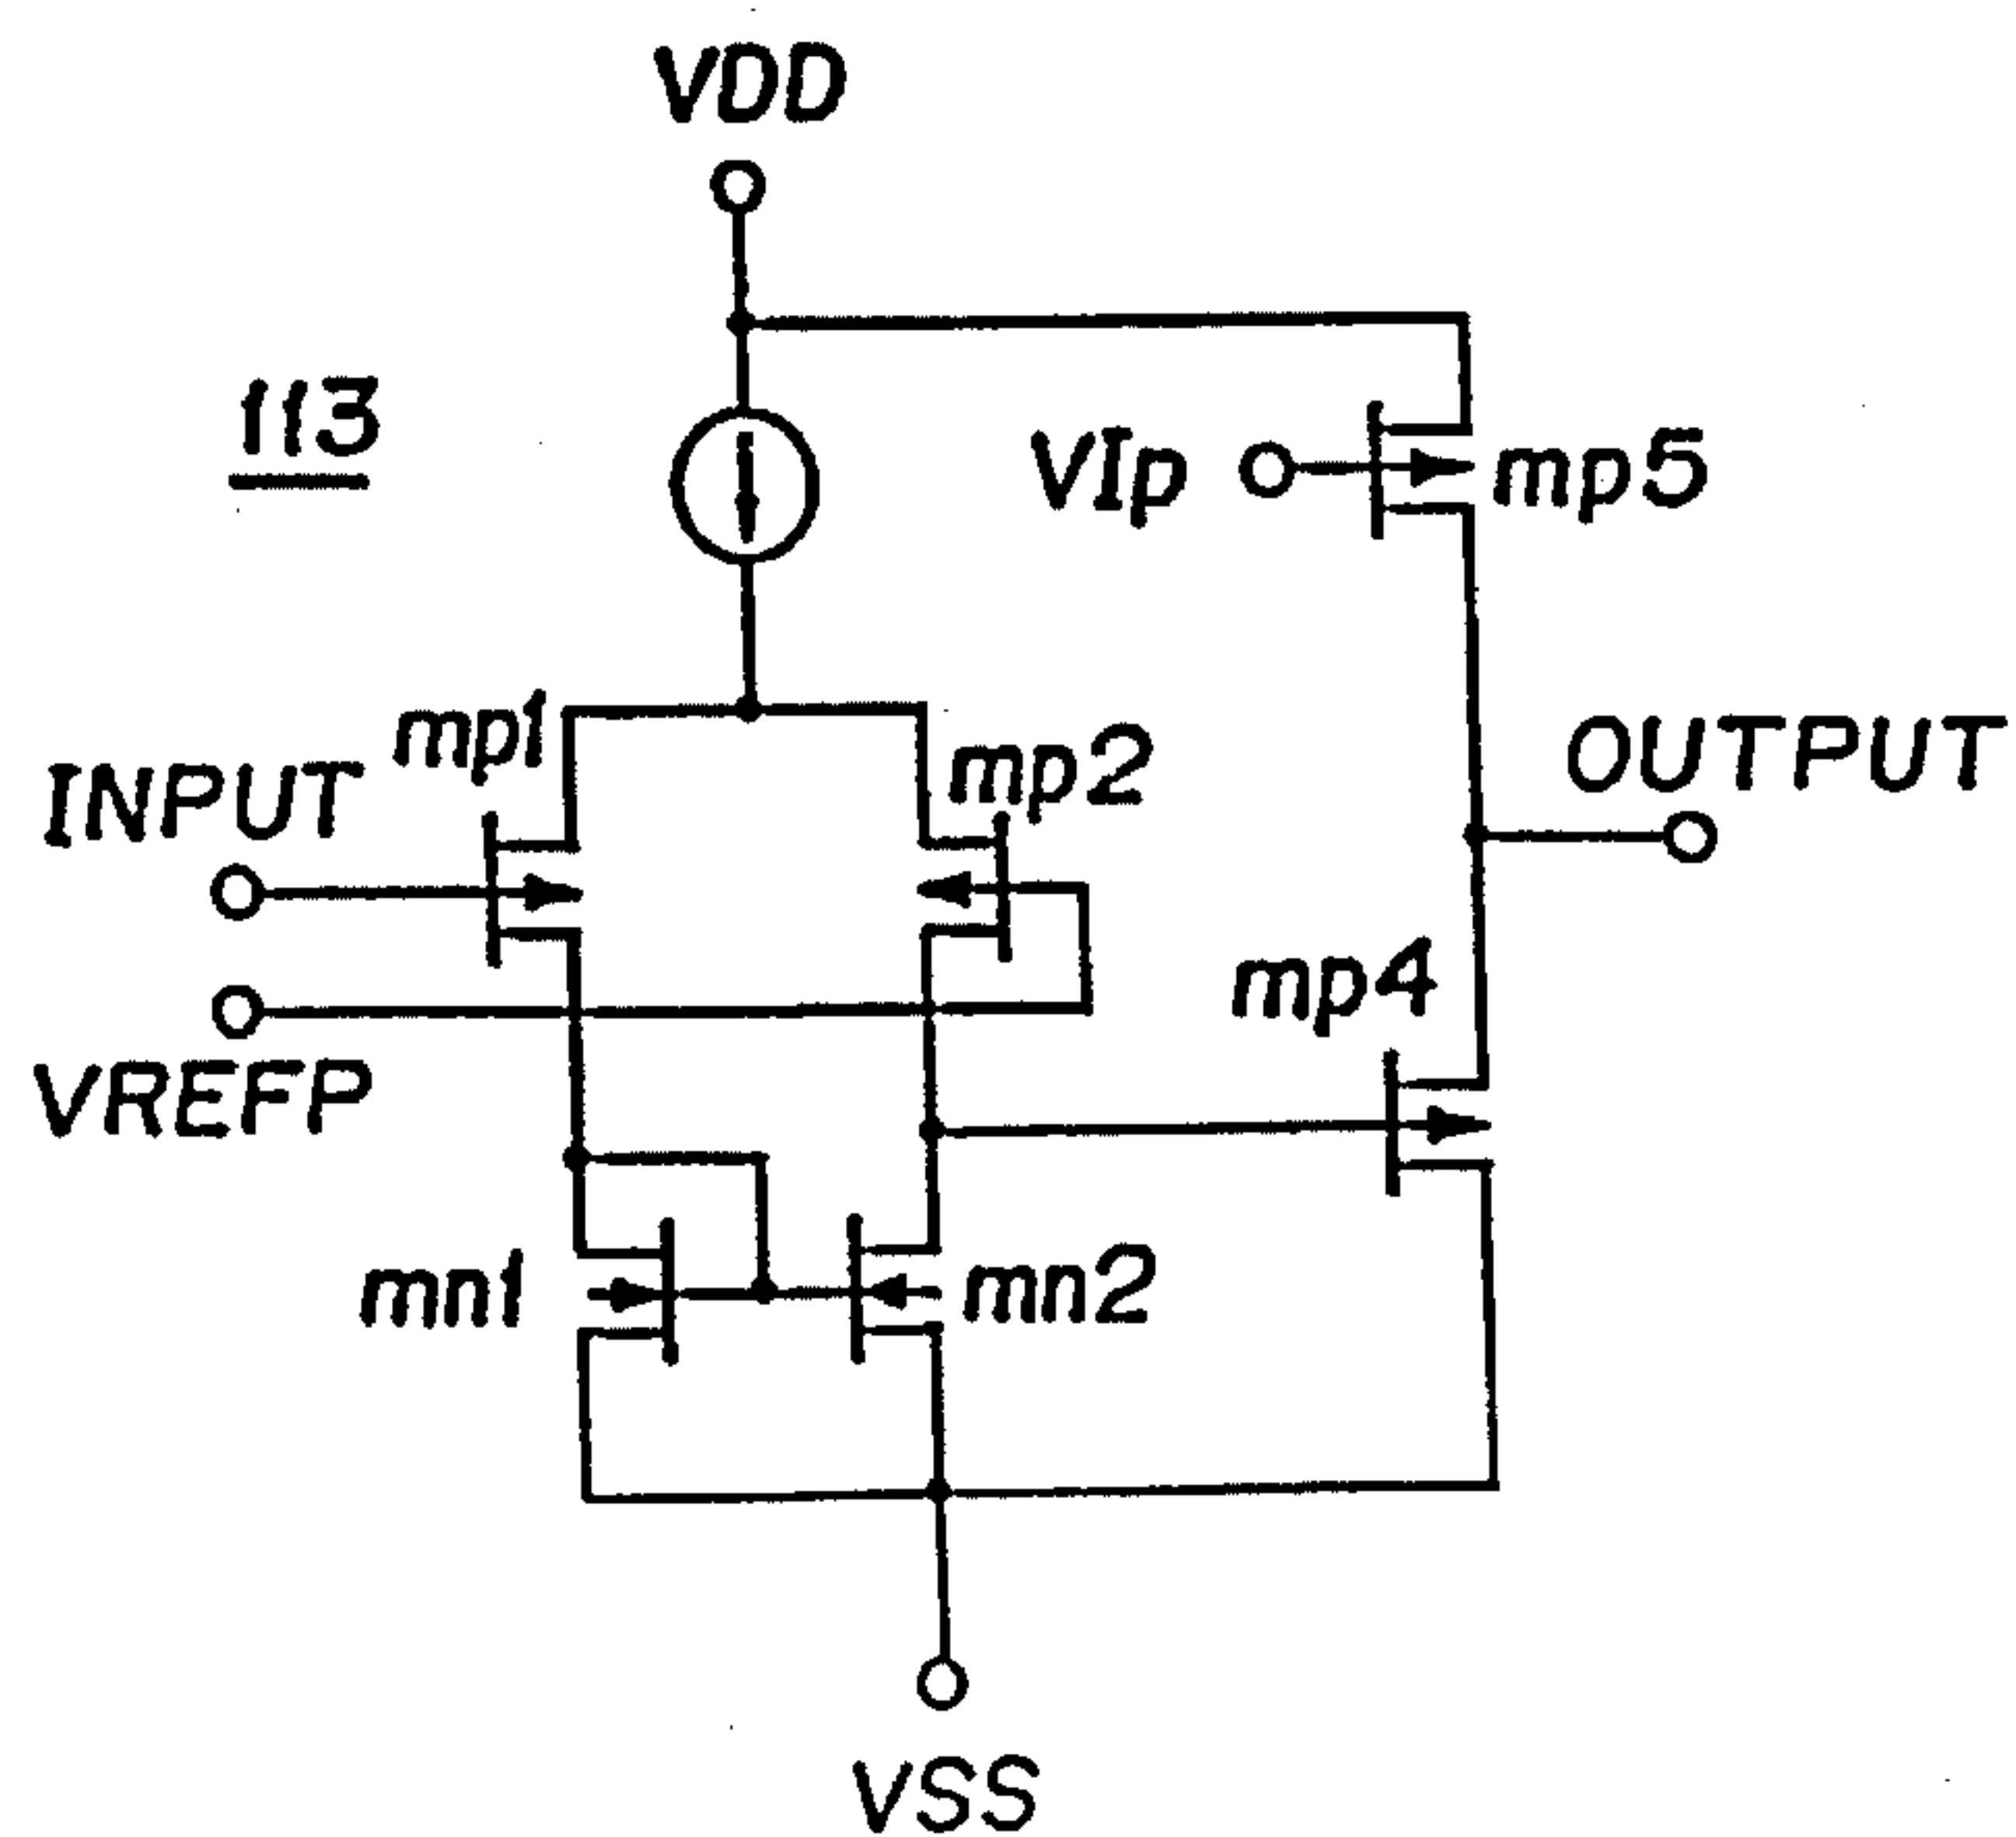 VDD
113
VIp
mp5
mp1
mp2
OUTPUT
INPUT
mp4
VREFP
mn1
mn2
VSS